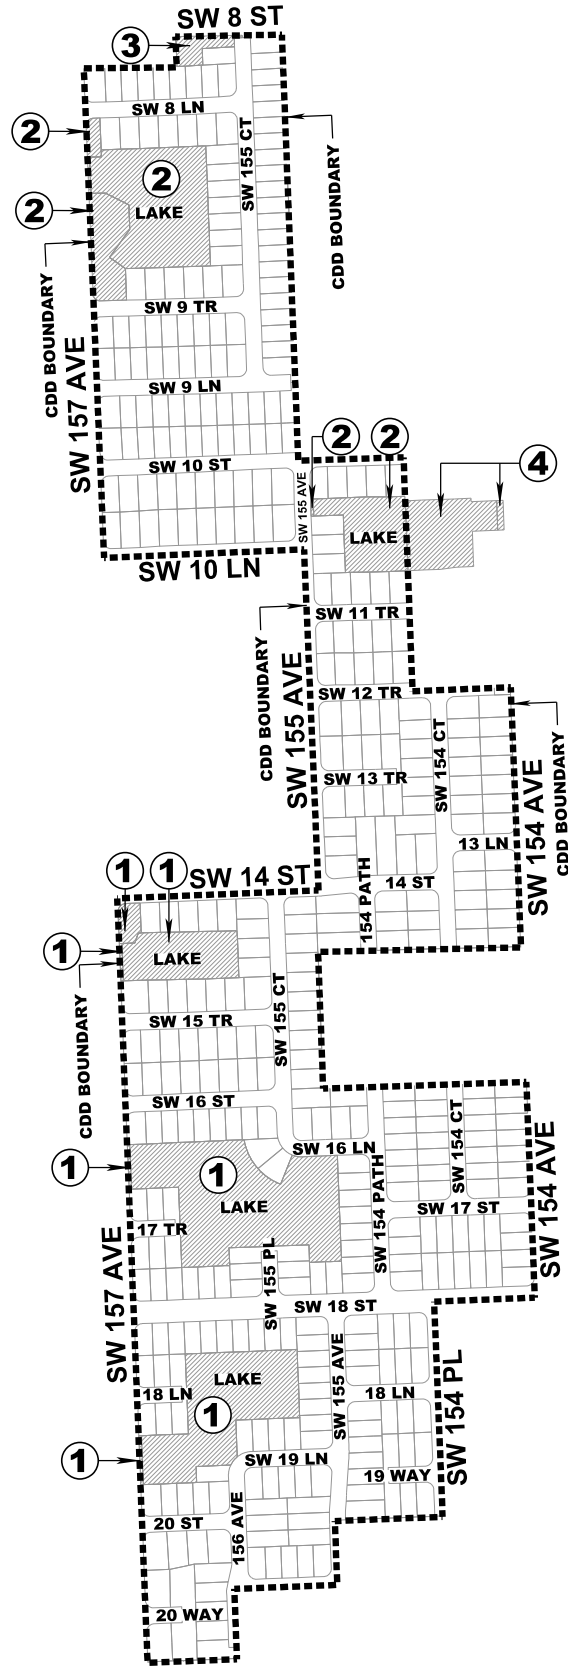 SW 8 ST
3
SW 8 LN
2
SW 155 CT
2
LAKE
2
CDD BOUNDARY
CDD BOUNDARY
SW 9 TR
SW 157 AVE
SW 9 LN
SW 10 ST
2
2
4
SW 155 AVE
LAKE
SW 10 LN
SW 11 TR
CDD BOUNDARY
SW 155 AVE
SW 12 TR
SW 154 CT
SW 13 TR
13 LN
SW 154 AVE
CDD BOUNDARY
1
1
SW 14 ST
14 ST
154 PATH
1
LAKE
CDD BOUNDARY
SW 155 CT
SW 15 TR
SW 16 ST
SW 16 LN
SW 154 CT
SW 154 AVE
1
1
LAKE
SW 154 PATH
SW 17 ST
17 TR
SW 157 AVE
SW 155 PL
SW 18 ST
LAKE
SW 155 AVE
18 LN
18 LN
SW 154 PL
1
1
SW 19 LN
19 WAY
20 ST
156 AVE
20 WAY